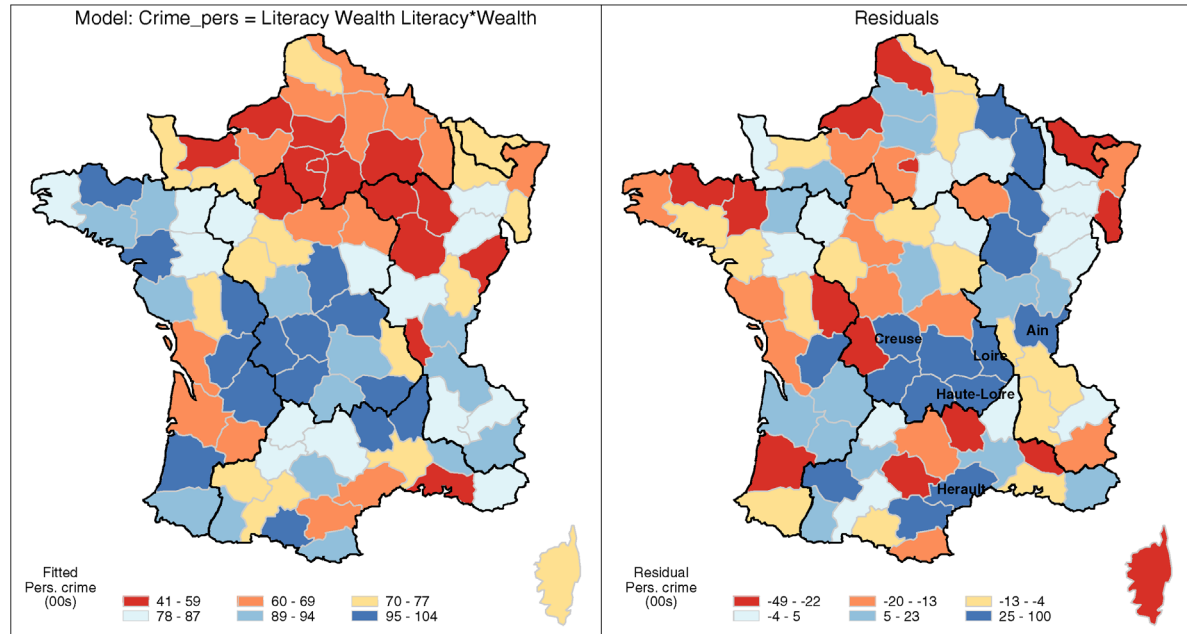 Model: Crime_pers = Literacy Wealth Literacy*Wealth
Fitted
Pers. crime
(00s)
41 - 59
60 - 69
70 - 77
78 - 87
89 - 94
95 - 104
Residuals
Ain
Creuse
Loire
Haute-Loire
Herault
Residual
Pers. crime
(00s)
-49 - -22
-20 - -13
-13 - -4
-4 - 5
5 - 23
25 - 100